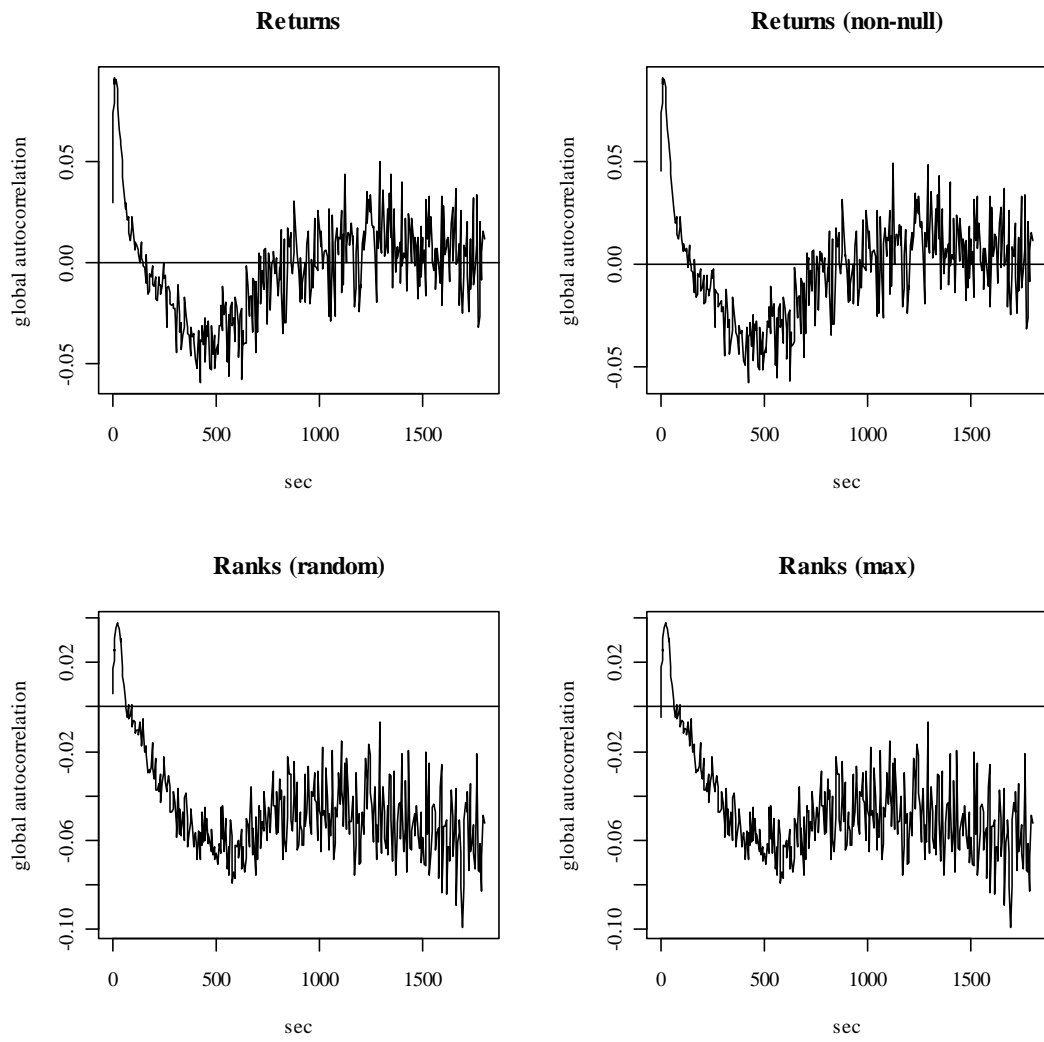 Returns
global autocorrelation
0.05
0.00
-0.05
0 500 1000 1500
sec
Returns (non-null)
global autocorrelation
0.05
0.00
-0.05
0 500 1000 1500
sec
Ranks (random)
global autocorrelation
0.02
-0.02
-0.06
-0.10
0 500 1000 1500
sec
Ranks (max)
global autocorrelation
0.02
-0.02
-0.06
-0.10
0 500 1000 1500
sec